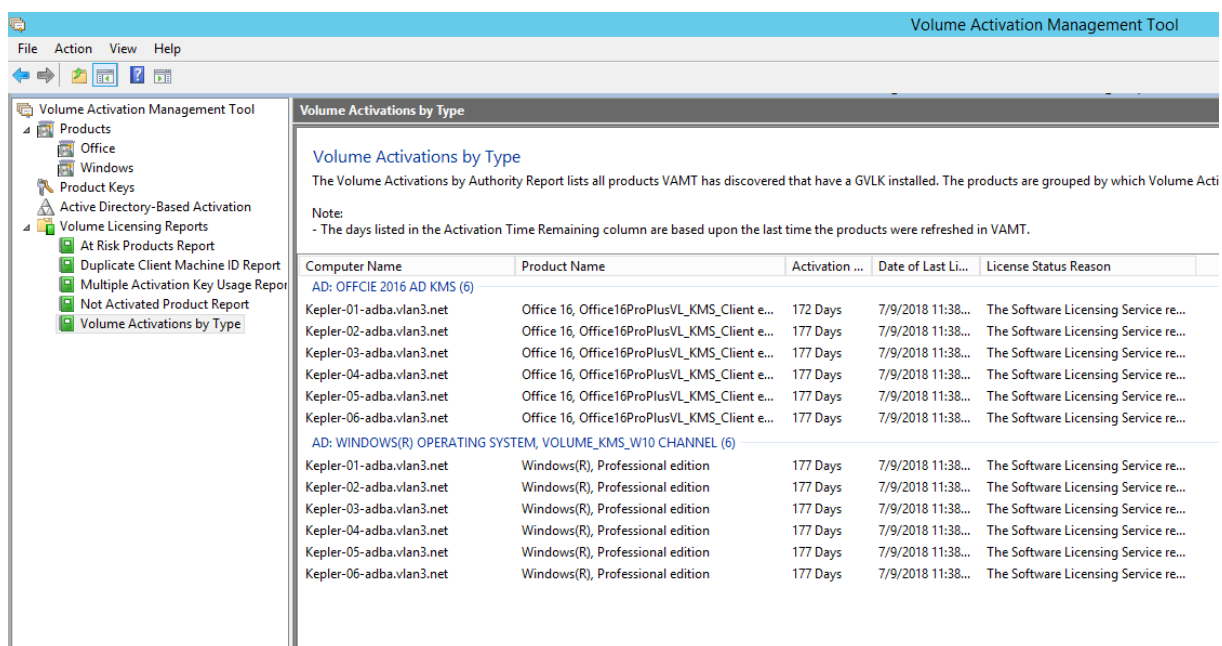 Volume Activation Management Tool
File Action View Help
Volume Activation Management Tool
Products
Office
Windows
Product Keys
Active Directory-Based Activation
Volume Licensing Reports
At Risk Products Report
Duplicate Client Machine ID Report
Multiple Activation Key Usage Repor
Not Activated Product Report
Volume Activations by Type
Volume Activations by Type
Volume Activations by Type
The Volume Activations by Authority Report lists all products VAMT has discovered that have a GVLK installed. The products are grouped by which Volume Acti
Note:
- The days listed in the Activation Time Remaining column are based upon the last time the products were refreshed in VAMT.
Computer Name Product Name Activation ... Date of Last Li... License Status Reason
AD: OFFCIE 2016 AD KMS (6)
Kepler-01-adba.vlan3.net Office 16, Office16ProPlusVL_KMS_Client e... 172 Days 7/9/2018 11:38... The Software Licensing Service re...
Kepler-02-adba.vlan3.net Office 16, Office16ProPlusVL_KMS_Client e... 177 Days 7/9/2018 11:38... The Software Licensing Service re...
Kepler-03-adba.vlan3.net Office 16, Office16ProPlusVL_KMS_Client e... 177 Days 7/9/2018 11:38... The Software Licensing Service re...
Kepler-04-adba.vlan3.net Office 16, Office16ProPlusVL_KMS_Client e... 177 Days 7/9/2018 11:38... The Software Licensing Service re...
Kepler-05-adba.vlan3.net Office 16, Office16ProPlusVL_KMS_Client e... 177 Days 7/9/2018 11:38... The Software Licensing Service re...
Kepler-06-adba.vlan3.net Office 16, Office16ProPlusVL_KMS_Client e... 177 Days 7/9/2018 11:38... The Software Licensing Service re...
AD: WINDOWS(R) OPERATING SYSTEM, VOLUME_KMS_W10 CHANNEL (6)
Kepler-01-adba.vlan3.net Windows(R), Professional edition 177 Days 7/9/2018 11:38... The Software Licensing Service re...
Kepler-02-adba.vlan3.net Windows(R), Professional edition 177 Days 7/9/2018 11:38... The Software Licensing Service re...
Kepler-03-adba.vlan3.net Windows(R), Professional edition 177 Days 7/9/2018 11:38... The Software Licensing Service re...
Kepler-04-adba.vlan3.net Windows(R), Professional edition 177 Days 7/9/2018 11:38... The Software Licensing Service re...
Kepler-05-adba.vlan3.net Windows(R), Professional edition 177 Days 7/9/2018 11:38... The Software Licensing Service re...
Kepler-06-adba.vlan3.net Windows(R), Professional edition 177 Days 7/9/2018 11:38... The Software Licensing Service re...